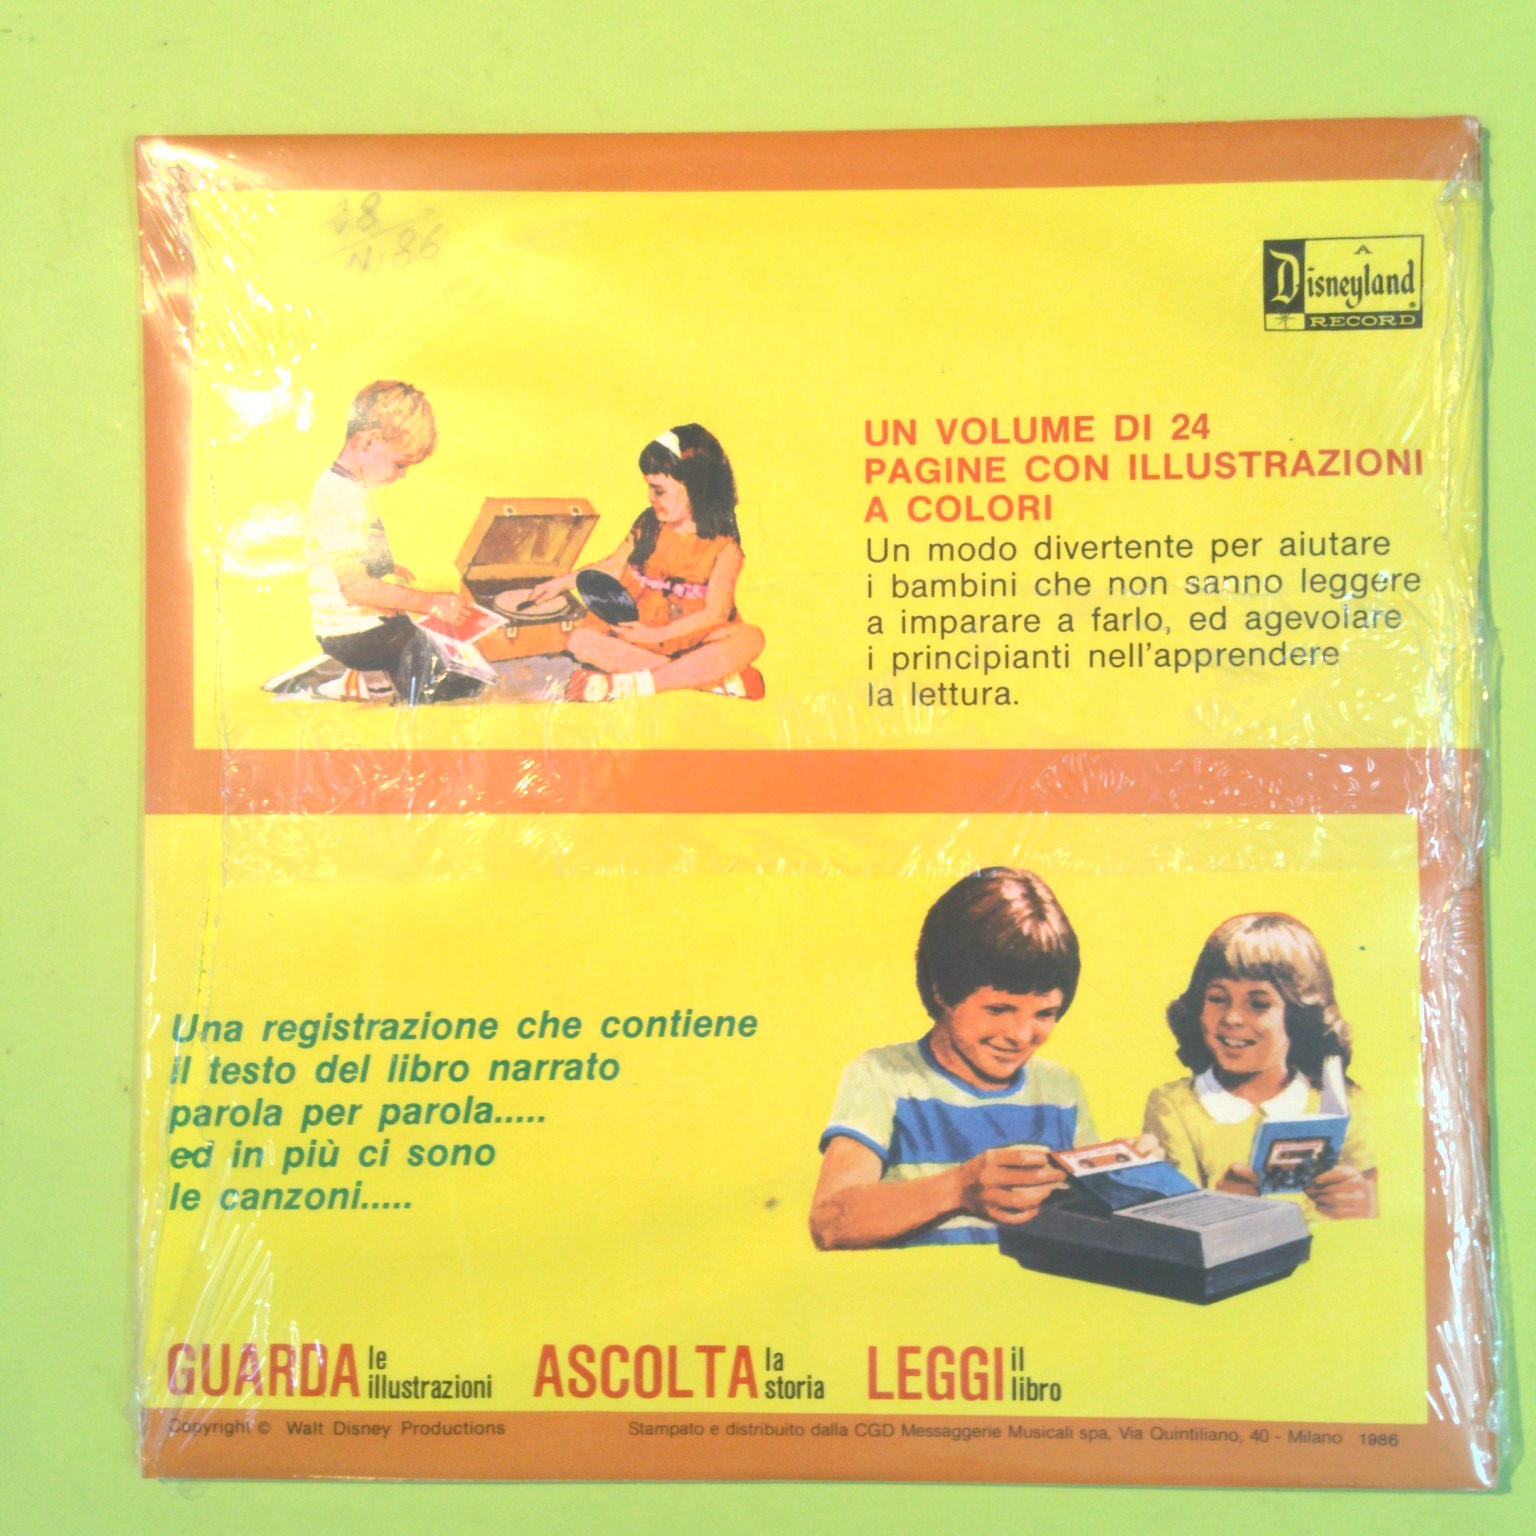 A
Disneyland
RECORD
UN VOLUME DI 24
PAGINE CON ILLUSTRAZIONI
A COLORI
Un modo divertente per aiutare
i bambini che non sanno leggere
a imparare a farlo, ed agevolare
i principianti nell'apprendere
la lettura.
Una registrazione che contiene
il testo del libro narrato
parola per parola.....
ed in più ci sono
le canzoni.....
GUARDA le illustrazioni ASCOLTA la storia LEGGI il libro
Copyright © Walt Disney Productions Stampato e distribuito dalla CGD Messaggerie Musicali spa, Via Quintiliano, 40 - Milano 1986